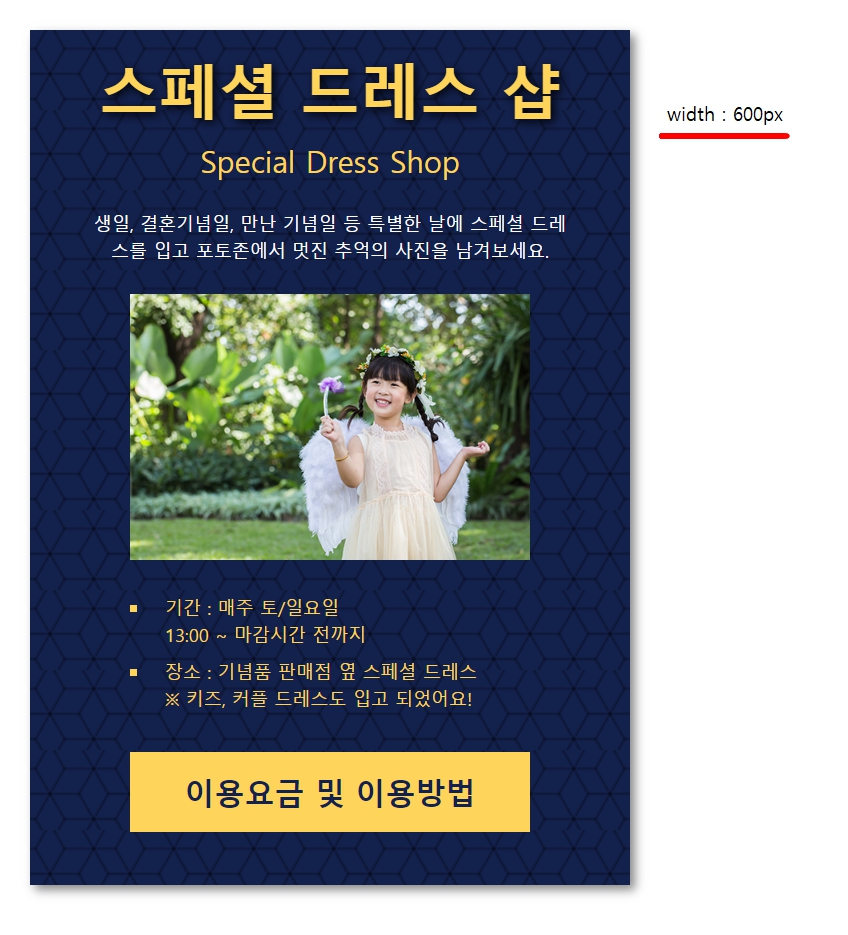 스페셜 드레스 샵
width : 600px
Special Dress Shop
생일, 결혼기념일, 만난 기념일 등 특별한 날에 스페셜 드레
스를 입고 포토존에서 멋진 추억의 사진을 남겨보세요.
기간 : 매주 토/일요일
13:00 ~ 마감시간 전까지
장소 : 기념품 판매점 옆 스페셜 드레스
※ 키즈, 커플 드레스도 입고 되었어요!
이용요금 및 이용방법